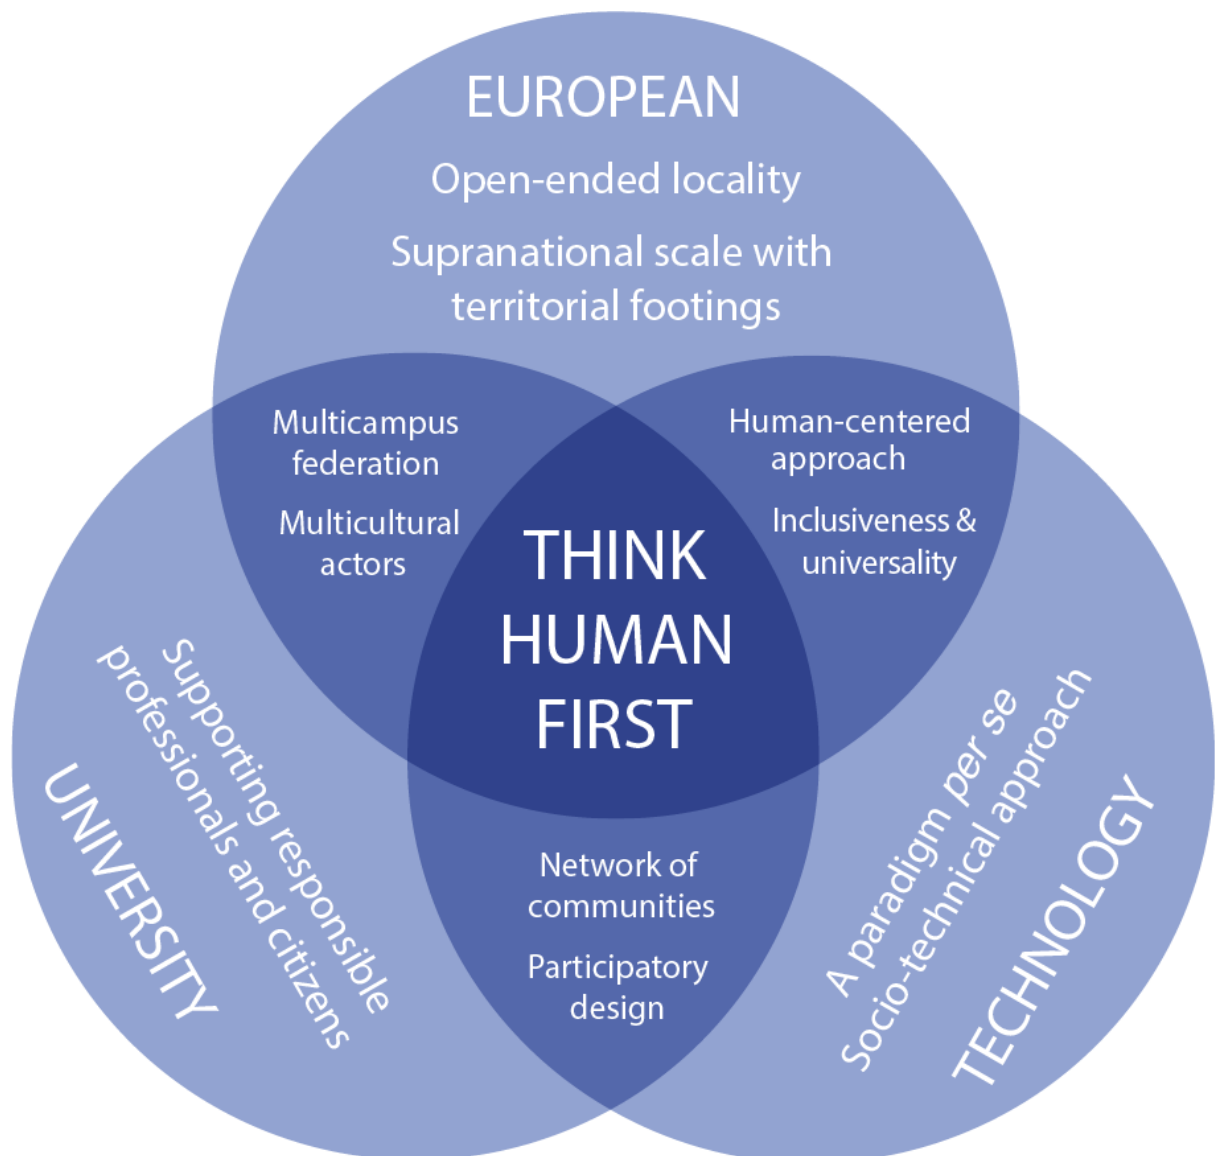 EUROPEAN
Open-ended locality
Supranational scale with
territorial footings
Multicampus
federation
Multicultural
actors
Human-centered
approach
Inclusiveness &
universality
THINK
HUMAN
FIRST
Supporting responsible
professionals and citizens
UNIVERSITY
Network of
communities
Participatory
design
A paradigm per se
Socio-technical approach
TECHNOLOGY